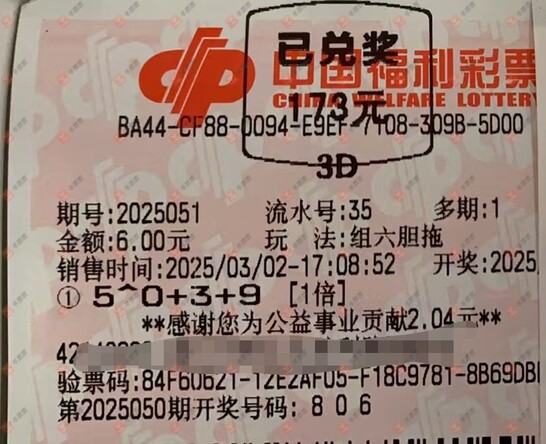 已兑奖
中国福利彩票
173元
CHINA WELFARE LOTTERY
BA44-CF88-0094-E9EF-7108-309B-5D00
3D
期号:2025051 流水号:35 多期:1
金额:6.00元 玩 法:组六胆拖
销售时间:2025/03/02-17:08:52 开奖:2025
① 5^0+3+9 [1倍]
**感谢您为公益事业贡献2.04元**
验票码:84F60621-12E2AF05-F18C9781-8B69DB
第2025050期开奖号码: 8 0 6